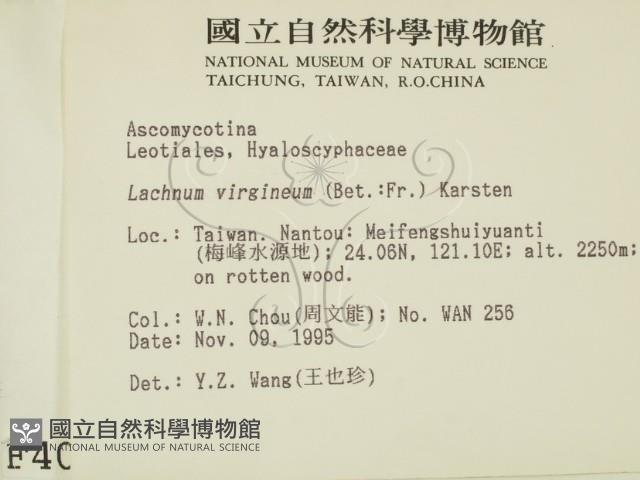 國立自然科學博物館
NATIONAL MUSEUM OF NATURAL SCIENCE
TAICHUNG, TAIWAN, R.O.CHINA
Ascomycotina
Leotiales, Hyaloscyphaceae
Lachnum virgineum (Bet.:Fr.) Karsten
Loc.: Taiwan. Nantou: Meifengshuiyuanti
(梅峰水源地); 24.06N, 121.10E; alt. 2250m;
on rotten wood.
Col.: W.N. Chou(周文能); No. WAN 256
Date: Nov. 09, 1995
Det.: Y.Z. Wang(王也珍)
國立自然科學博物館
NATIONAL MUSEUM OF NATURAL SCIENCE